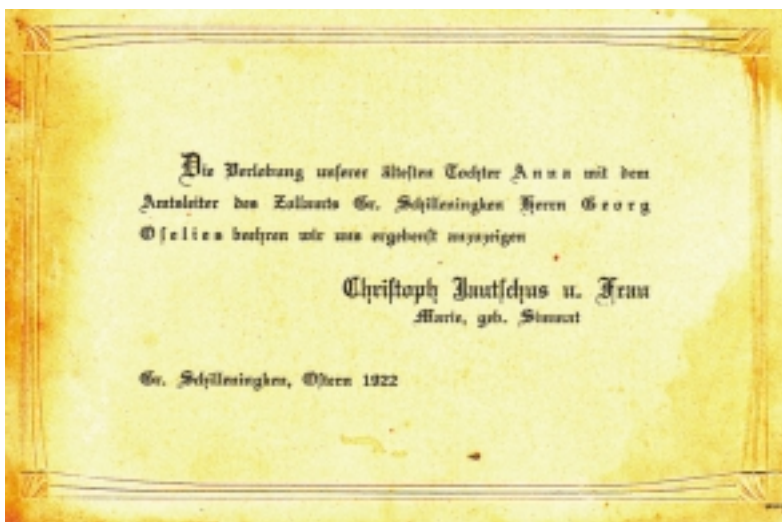 Die Verlobung unserer ältesten Tochter Anna mit dem
Amtsleiter des Zollamts Gr. Schilleningken Herrn Georg
Oselies beehren wir uns ergebenst anzuzeigen
Christoph Jautschus u. Frau
Marie, geb.
Gr. Schilleningken, Ostern 1922